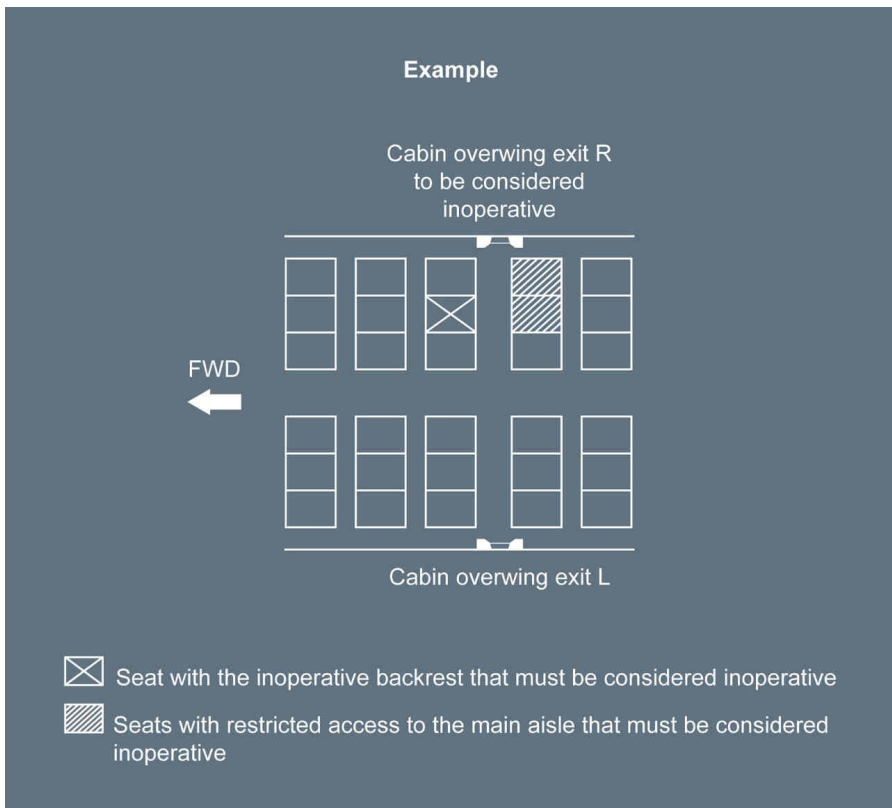 Example
Cabin overwing exit R
to be considered
inoperative
FWD
Cabin overwing exit L
Seat with the inoperative backrest that must be considered inoperative
Seats with restricted access to the main aisle that must be considered
inoperative